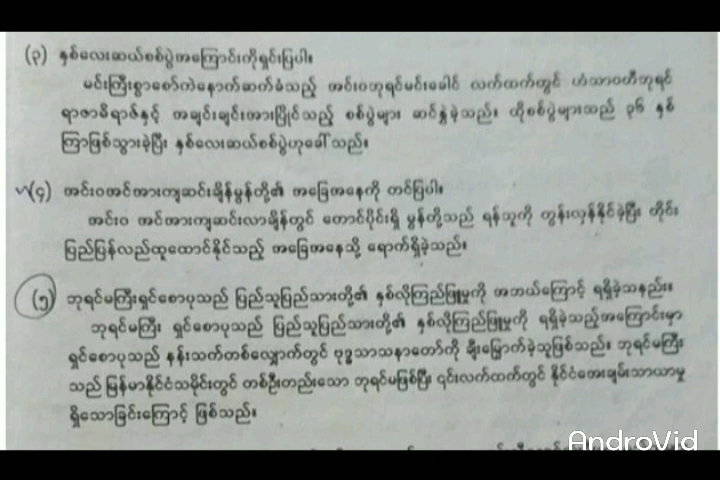 (၃) နှစ်လေးဆယ်စစ်ပွဲအကြောင်းကိုရှင်းပြပါ။
မင်းကြီးစွာစော်ကဲနောက်ဆက်ခံသည့် အင်းဝဘုရင်မင်းခေါင် လက်ထက်တွင် ဟံသာဝတီဘုရင်
ရာဇာဓိရာဇ်နှင့် အချင်းချင်းအားပြိုင်သည့် စစ်ပွဲများ ဆင်နွှဲခဲ့သည်။ ထိုစစ်ပွဲများသည် ၃၆ နှစ်
ကြာဖြစ်သွားခဲ့ပြီး နှစ်လေးဆယ်စစ်ပွဲဟုခေါ်သည်။
(၄) အင်းဝအင်အားကျဆင်းချိန်မွန်တို့၏ အခြေအနေကို တင်ပြပါ။
အင်းဝ အင်အားကျဆင်းလာချိန်တွင် တောင်ပိုင်းရှိ မွန်တို့သည် ရန်သူကို တွန်းလှန်နိုင်ခဲ့ပြီး တိုင်း
ပြည်ပြန်လည်ထူထောင်နိုင်သည့် အခြေအနေသို့ ရောက်ရှိခဲ့သည်။
(၅) ဘုရင်မကြီးရှင်စောပုသည် ပြည်သူပြည်သားတို့၏ နှစ်လိုကြည်ဖြူမှုကို အဘယ်ကြောင့် ရရှိခဲ့သနည်း။
ဘုရင်မကြီး ရှင်စောပုသည် ပြည်သူပြည်သားတို့၏ နှစ်လိုကြည်ဖြူမှုကို ရရှိခဲ့သည့်အကြောင်းမှာ
ရှင်စောပုသည် နန်းသက်တစ်လျှောက်တွင် ဗုဒ္ဓသာသနာတော်ကို ချီးမြှောက်ခဲ့သူဖြစ်သည်။ ဘုရင်မကြီး
သည် မြန်မာနိုင်ငံသမိုင်းတွင် တစ်ဦးတည်းသော ဘုရင်မဖြစ်ပြီး ၎င်းလက်ထက်တွင် နိုင်ငံအေးချမ်းသာယာမှု
ရှိသောခြင်းကြောင့် ဖြစ်သည်။
AndroVid